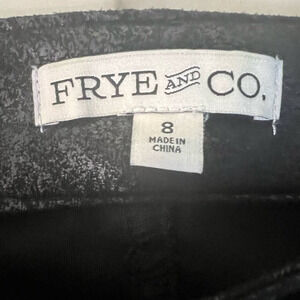 FRYE AND CO.
8
MADE IN
CHINA